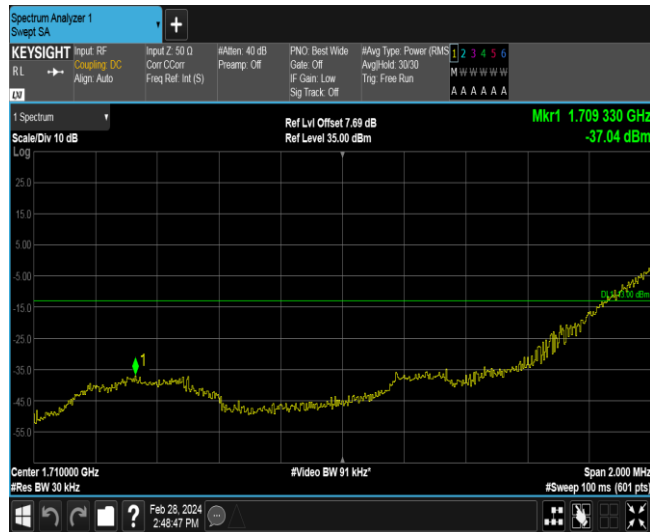 Spectrum Analyzer 1
Swept SA
+
KEYSIGHT
RL
LXI
Input: RF
Coupling: DC
Align: Auto
Input Z: 50 Ω
Corr CCorr
Freq Ref: Int (S)
#Atten: 40 dB
Preamp: Off
PNO: Best Wide
Gate: Off
IF Gain: Low
Sig Track: Off
#Avg Type: Power (RMS
Avg|Hold: 30/30
Trig: Free Run
1 2 3 4 5 6
M W W W W W
A A A A A A
1 Spectrum
Scale/Div 10 dB
Log
Ref Lvl Offset 7.69 dB
Ref Level 35.00 dBm
Mkr1 1.709 330 GHz
-37.04 dBm
25.0
15.0
5.00
-5.00
-15.0
-25.0
-35.0
-45.0
-55.0
1
DL1 -13.00 dBm
Center 1.710000 GHz
#Res BW 30 kHz
#Video BW 91 kHz*
Span 2.000 MHz
#Sweep 100 ms (601 pts)
?
Feb 28, 2024
2:48:47 PM